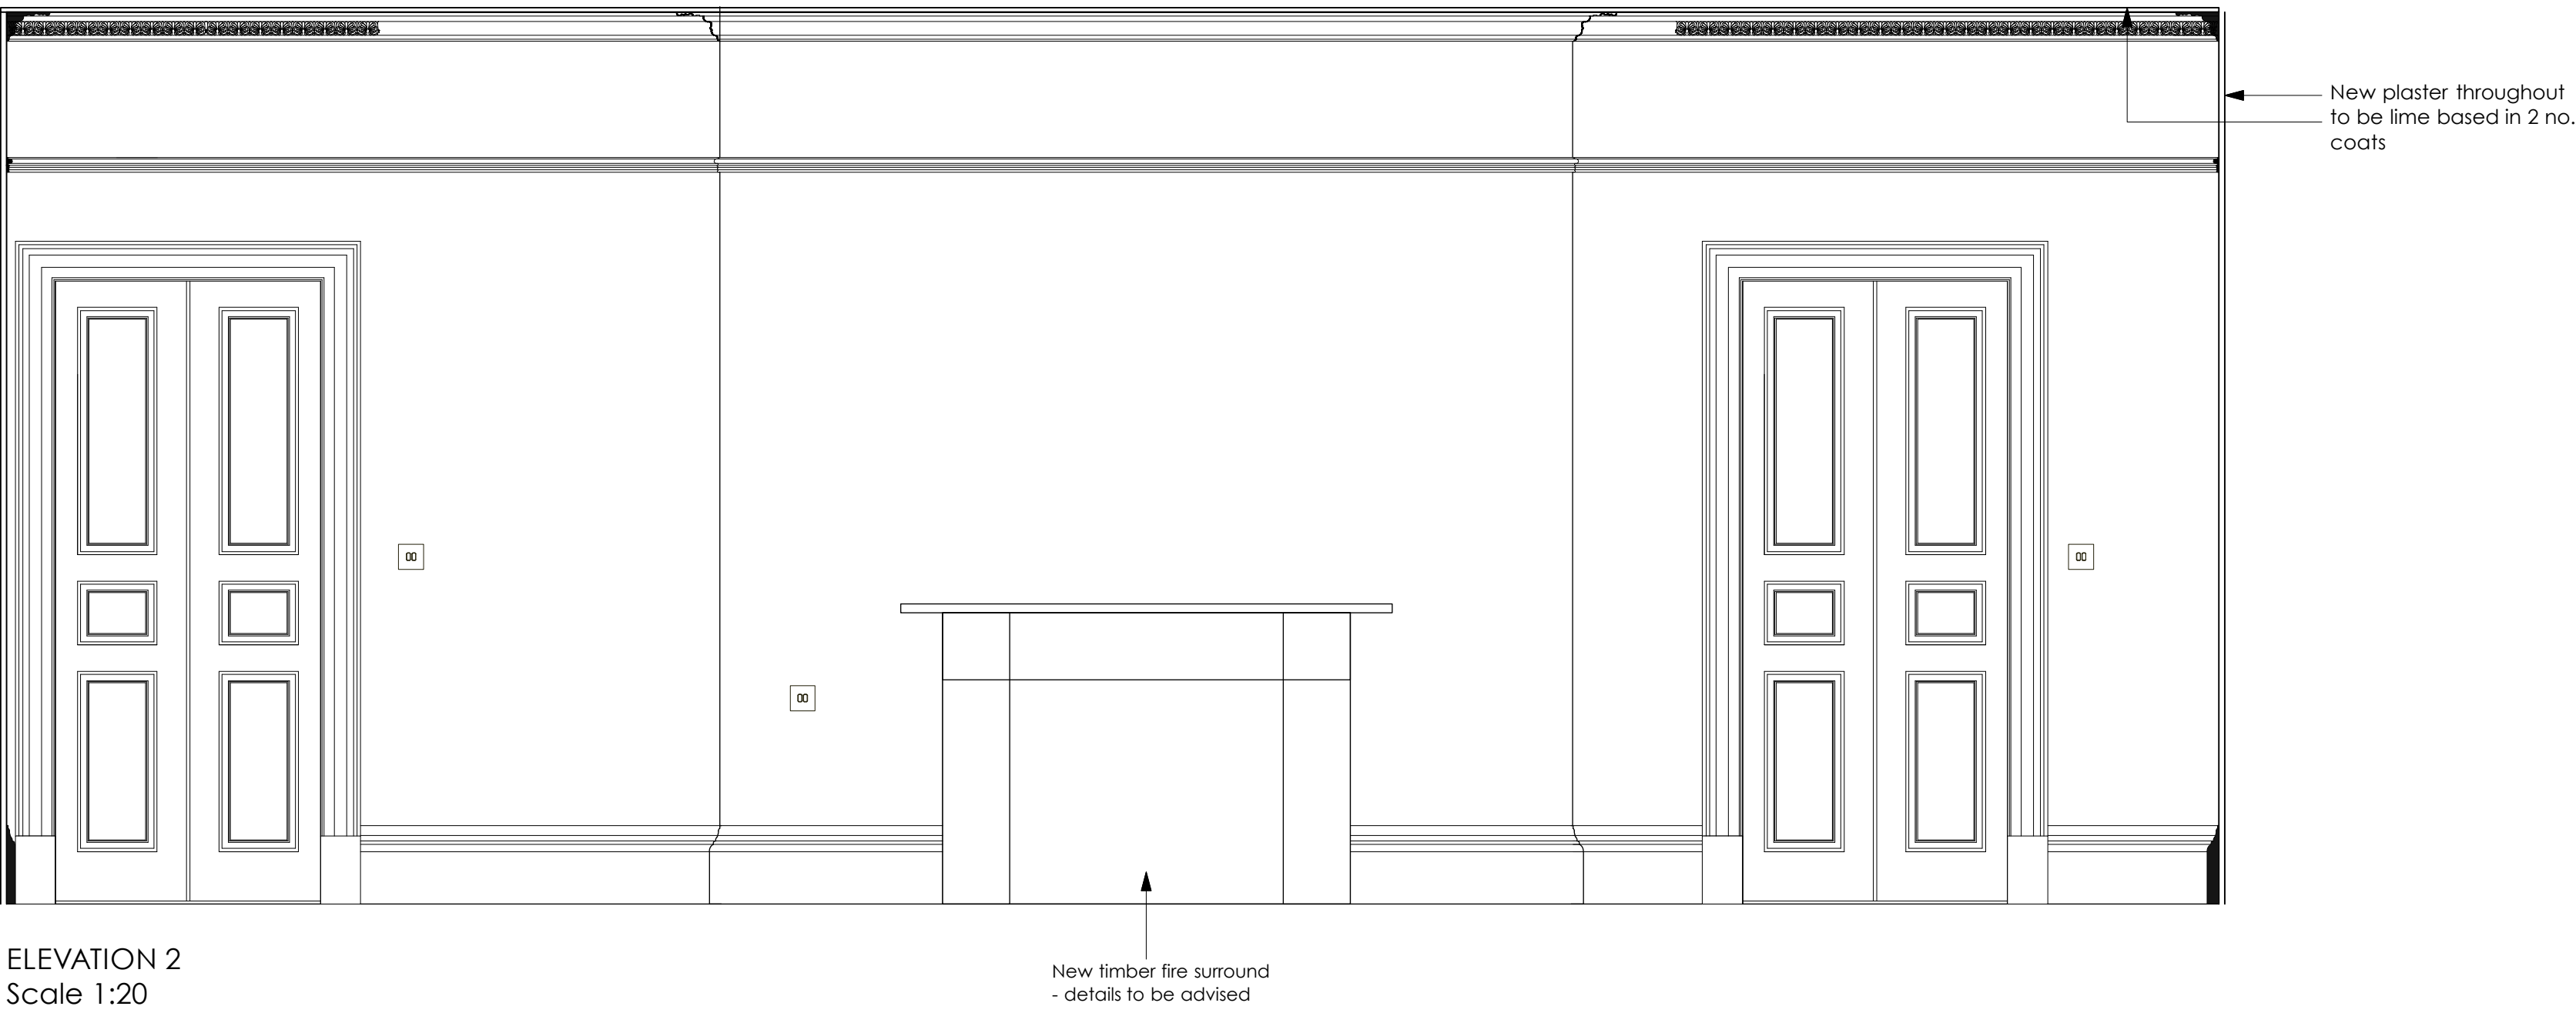 New plaster throughout
to be lime based in 2 no.
coats
ELEVATION 2
Scale 1:20
New timber fire surround
- details to be advised